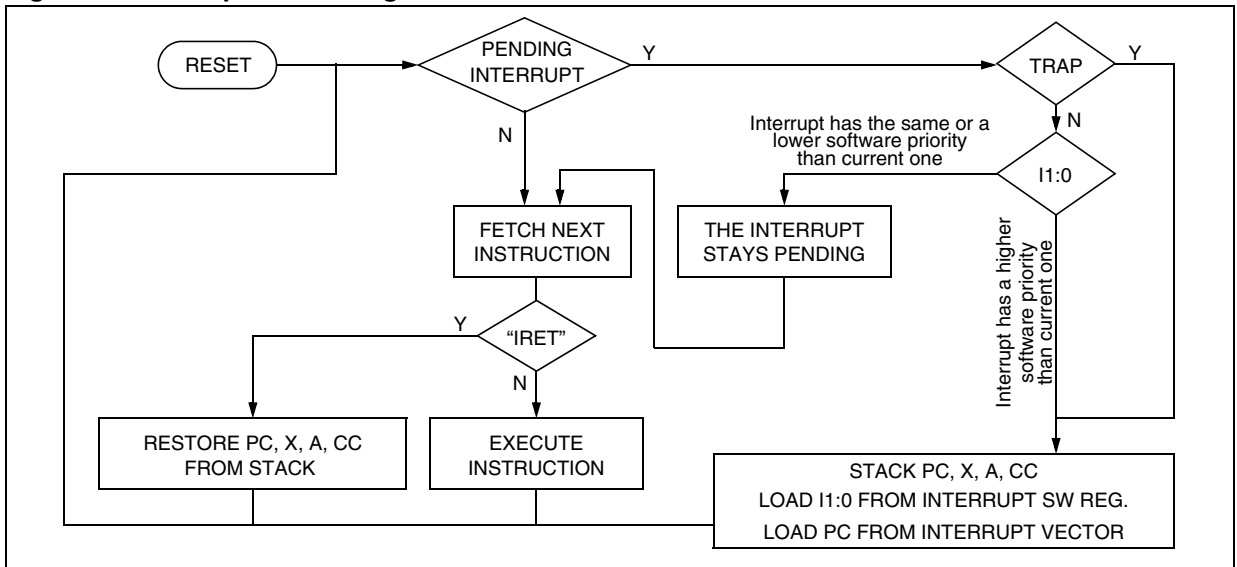 RESET
PENDING
INTERRUPT
Y
TRAP
Y
N
N
Interrupt has the same or a
lower software priority
than current one
I1:0
FETCH NEXT
INSTRUCTION
THE INTERRUPT
STAYS PENDING
Interrupt has a higher
software priority
than current one
Y
“IRET”
N
RESTORE PC, X, A, CC
FROM STACK
EXECUTE
INSTRUCTION
STACK PC, X, A, CC
LOAD I1:0 FROM INTERRUPT SW REG.
LOAD PC FROM INTERRUPT VECTOR